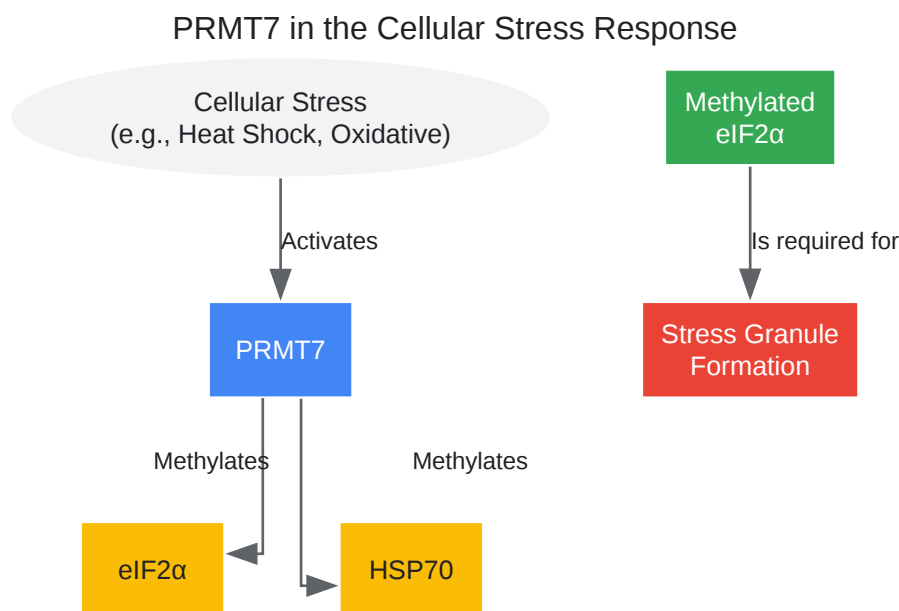 PRMT7 in the Cellular Stress Response
Cellular Stress
(e.g., Heat Shock, Oxidative)
Methylated
eIF2α
Activates
Is required for
PRMT7
Stress Granule
Formation
Methylates
Methylates
eIF2α
HSP70